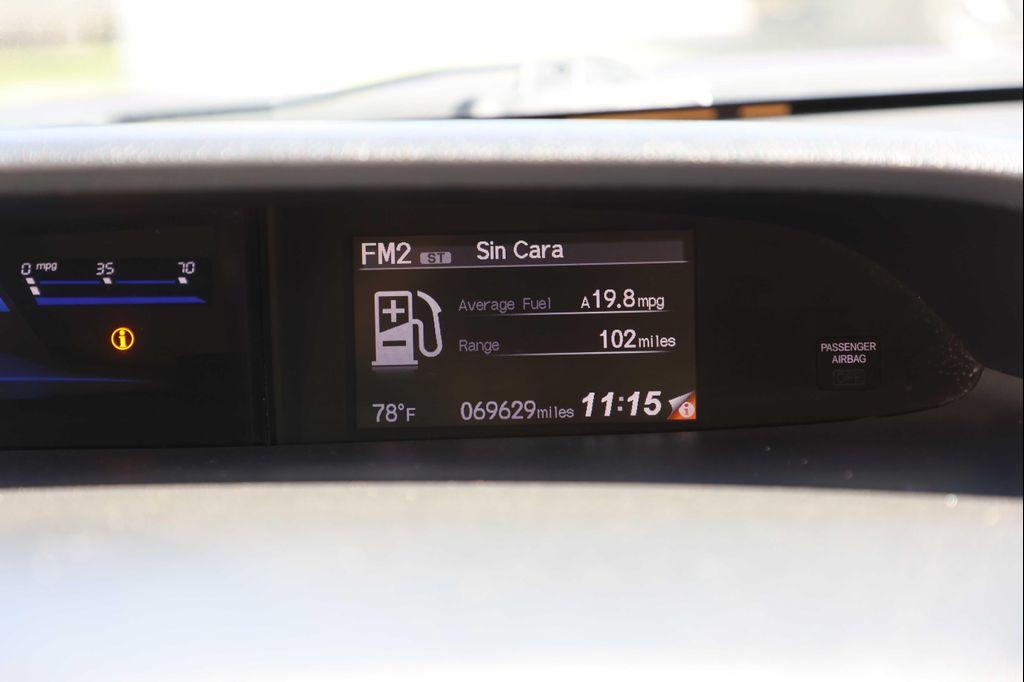 0 mpg 35 70
FM2 ST Sin Cara
Average Fuel A19.8mpg
Range 102miles
78°F 069629miles 11:15
PASSENGER
AIRBAG